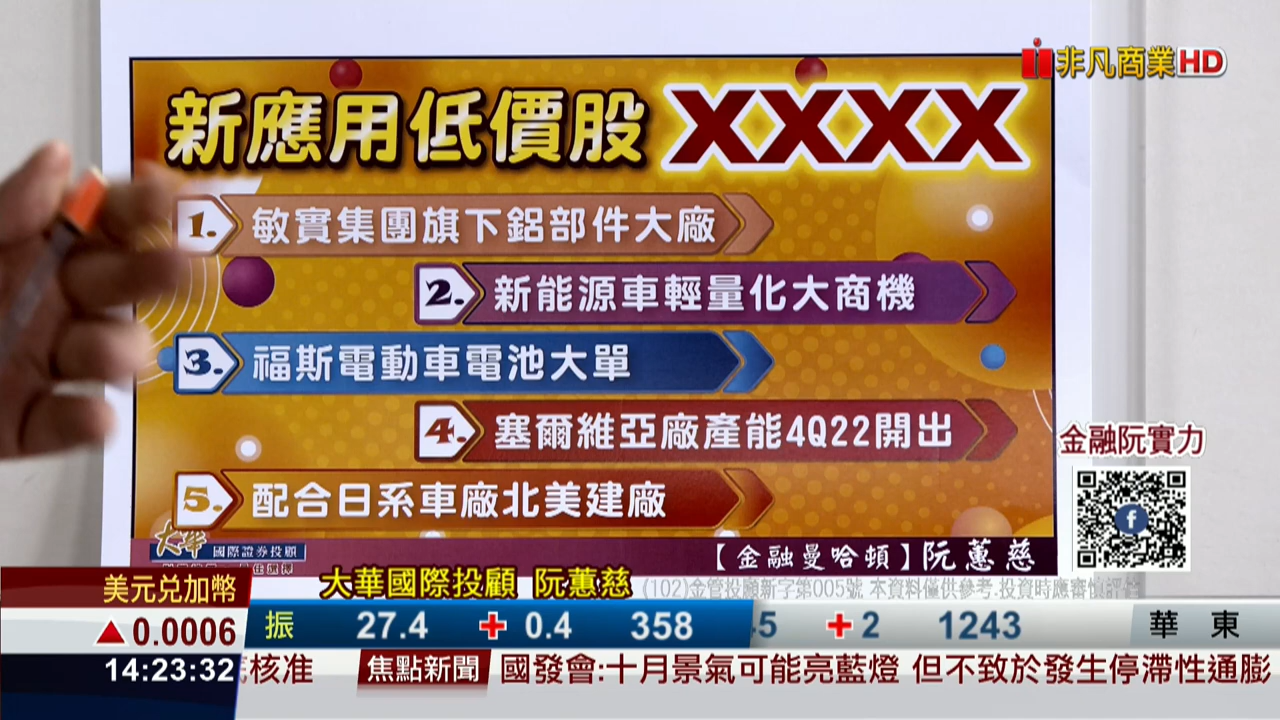 非凡商業HD
新應用低價股 XXXX
1. 敏實集團旗下鋁部件大廠
2. 新能源車輕量化大商機
3. 福斯電動車電池大單
4. 塞爾維亞廠產能4Q22開出
5. 配合日系車廠北美建廠
金融阮實力
大華 國際證券投顧
【金融曼哈頓】阮蕙慈
大華國際投顧 阮蕙慈
(102)金管投顧新字第005號 本資料僅供參考.投資時應審慎評估
美元兌加幣
▲0.0006
振 27.4 + 0.4 358 5 + 2 1243 華 東
14:23:32
核准 焦點新聞 國發會:十月景氣可能亮藍燈 但不致於發生停滯性通膨